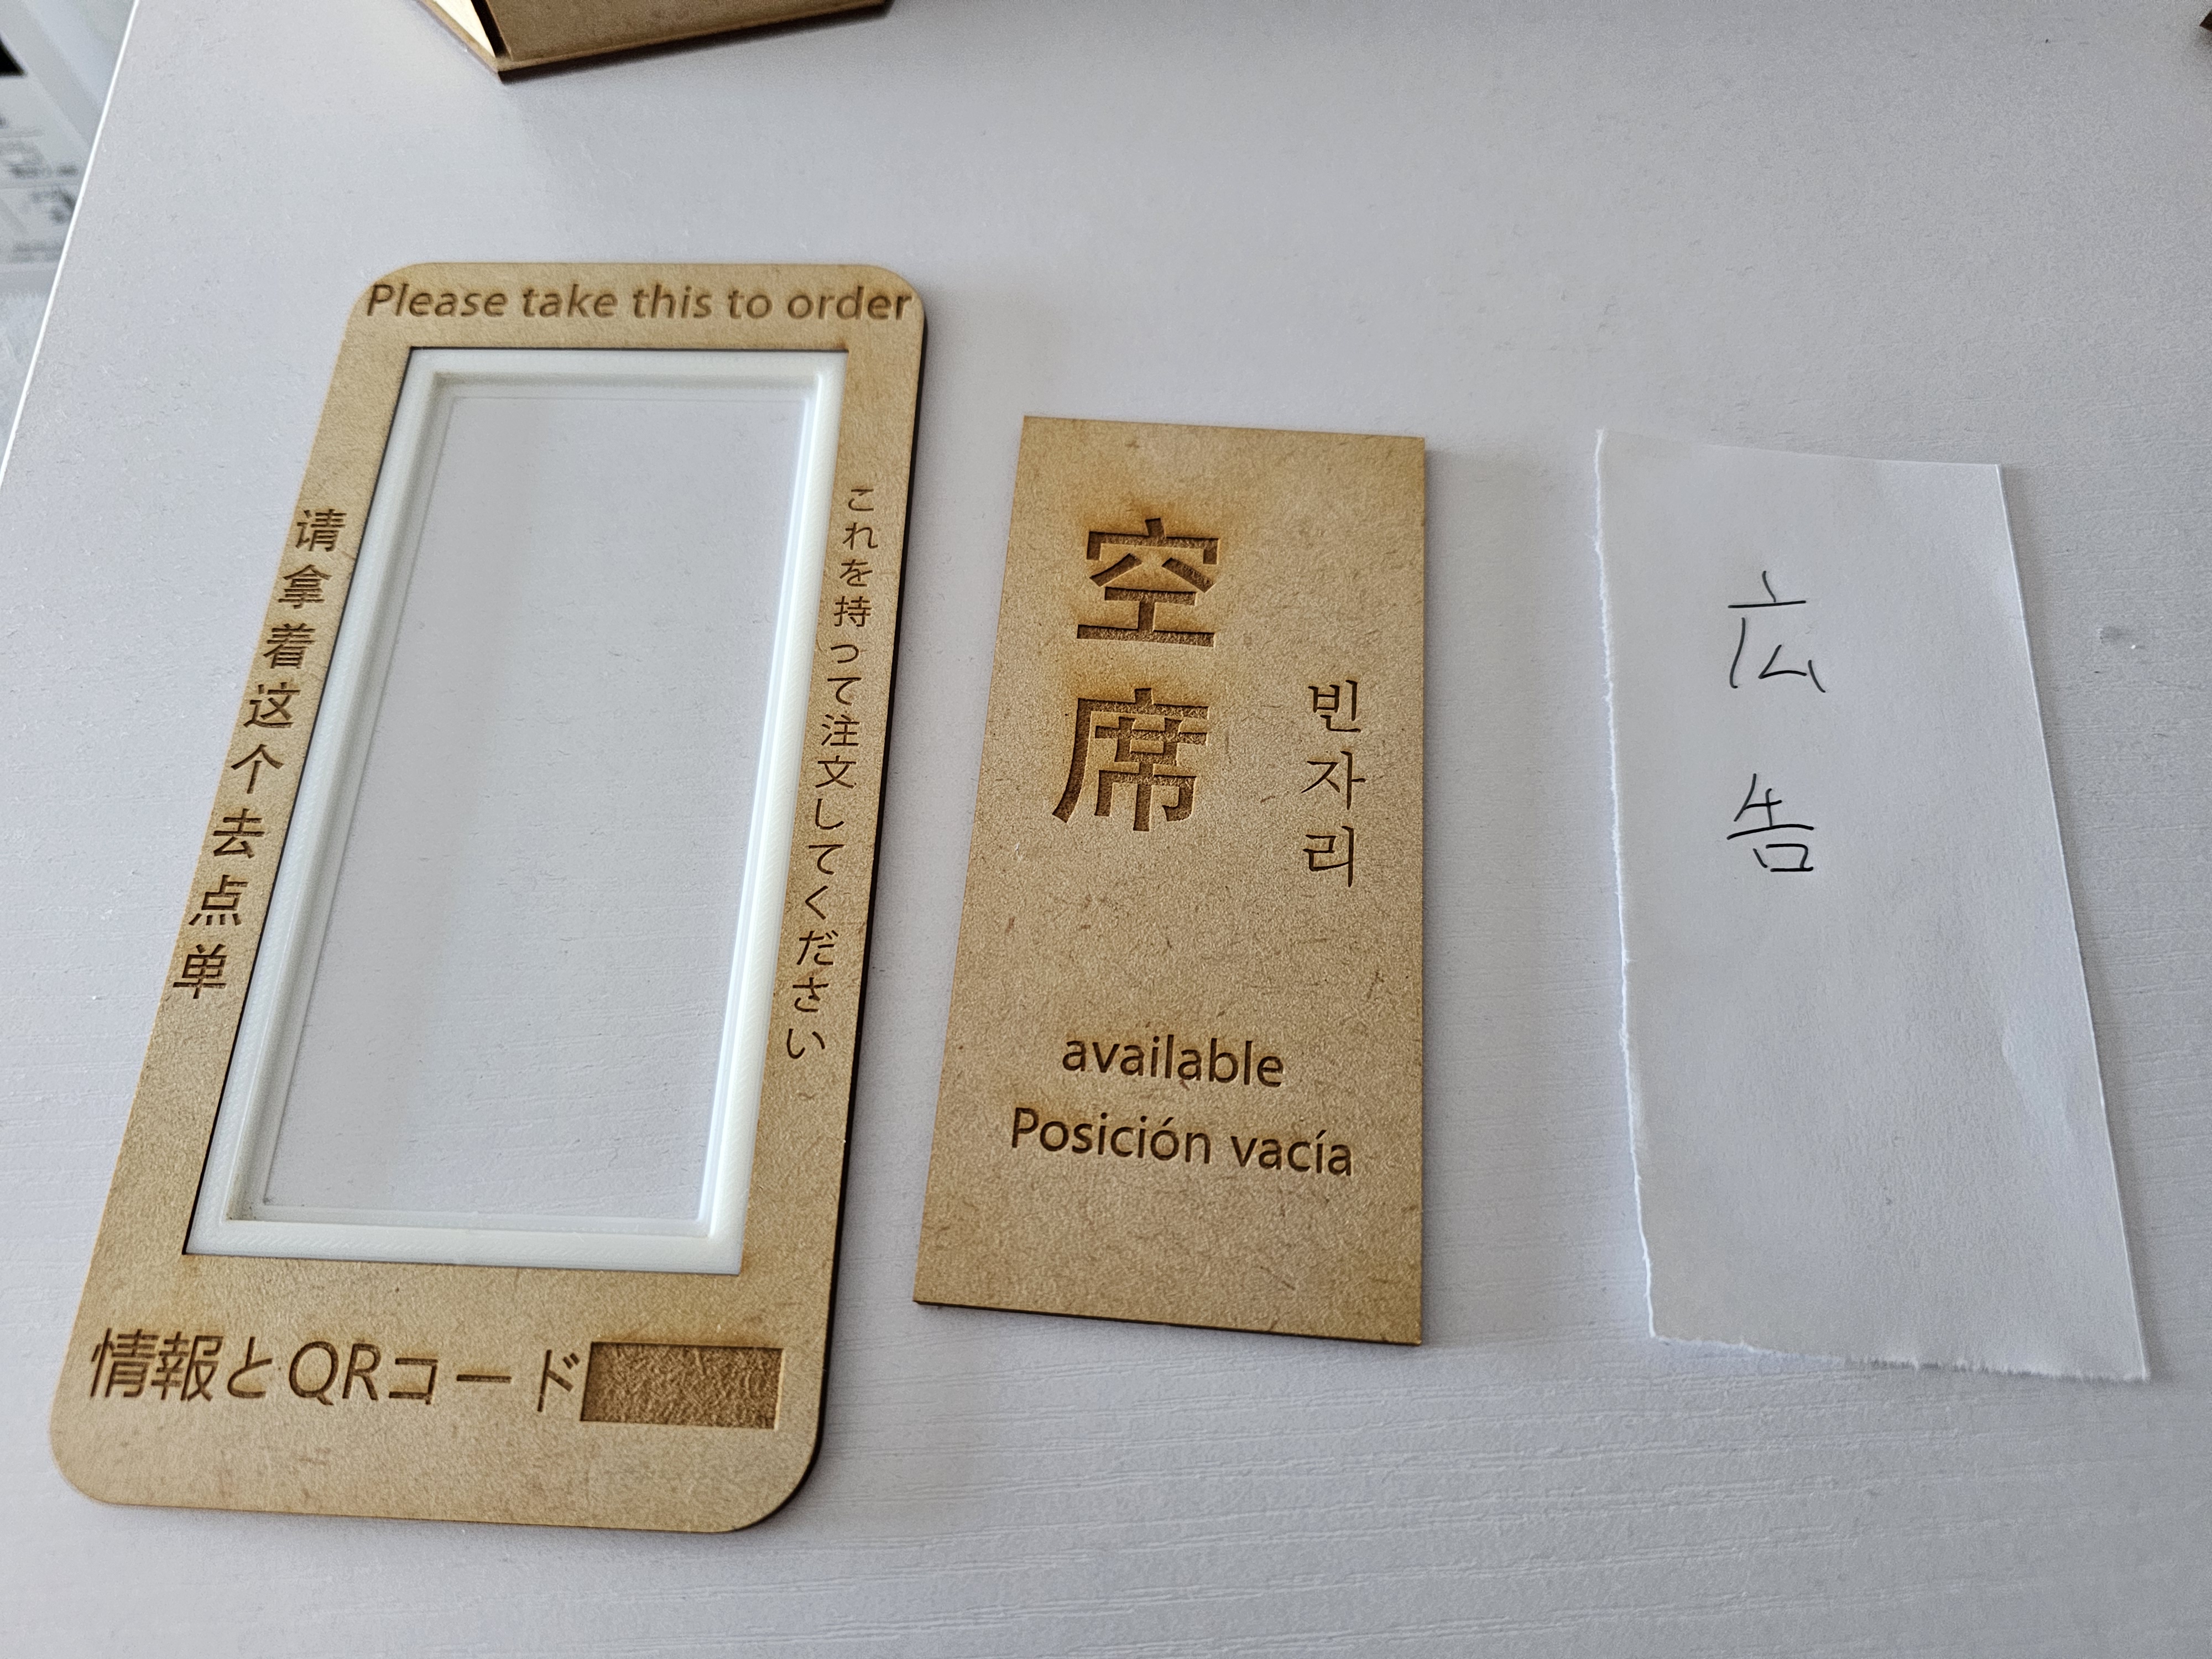 Please take this to order
请拿着这个去点单
これを持って注文してください
情報とQRコード
空席
빈자리
available
Posición vacía
広告